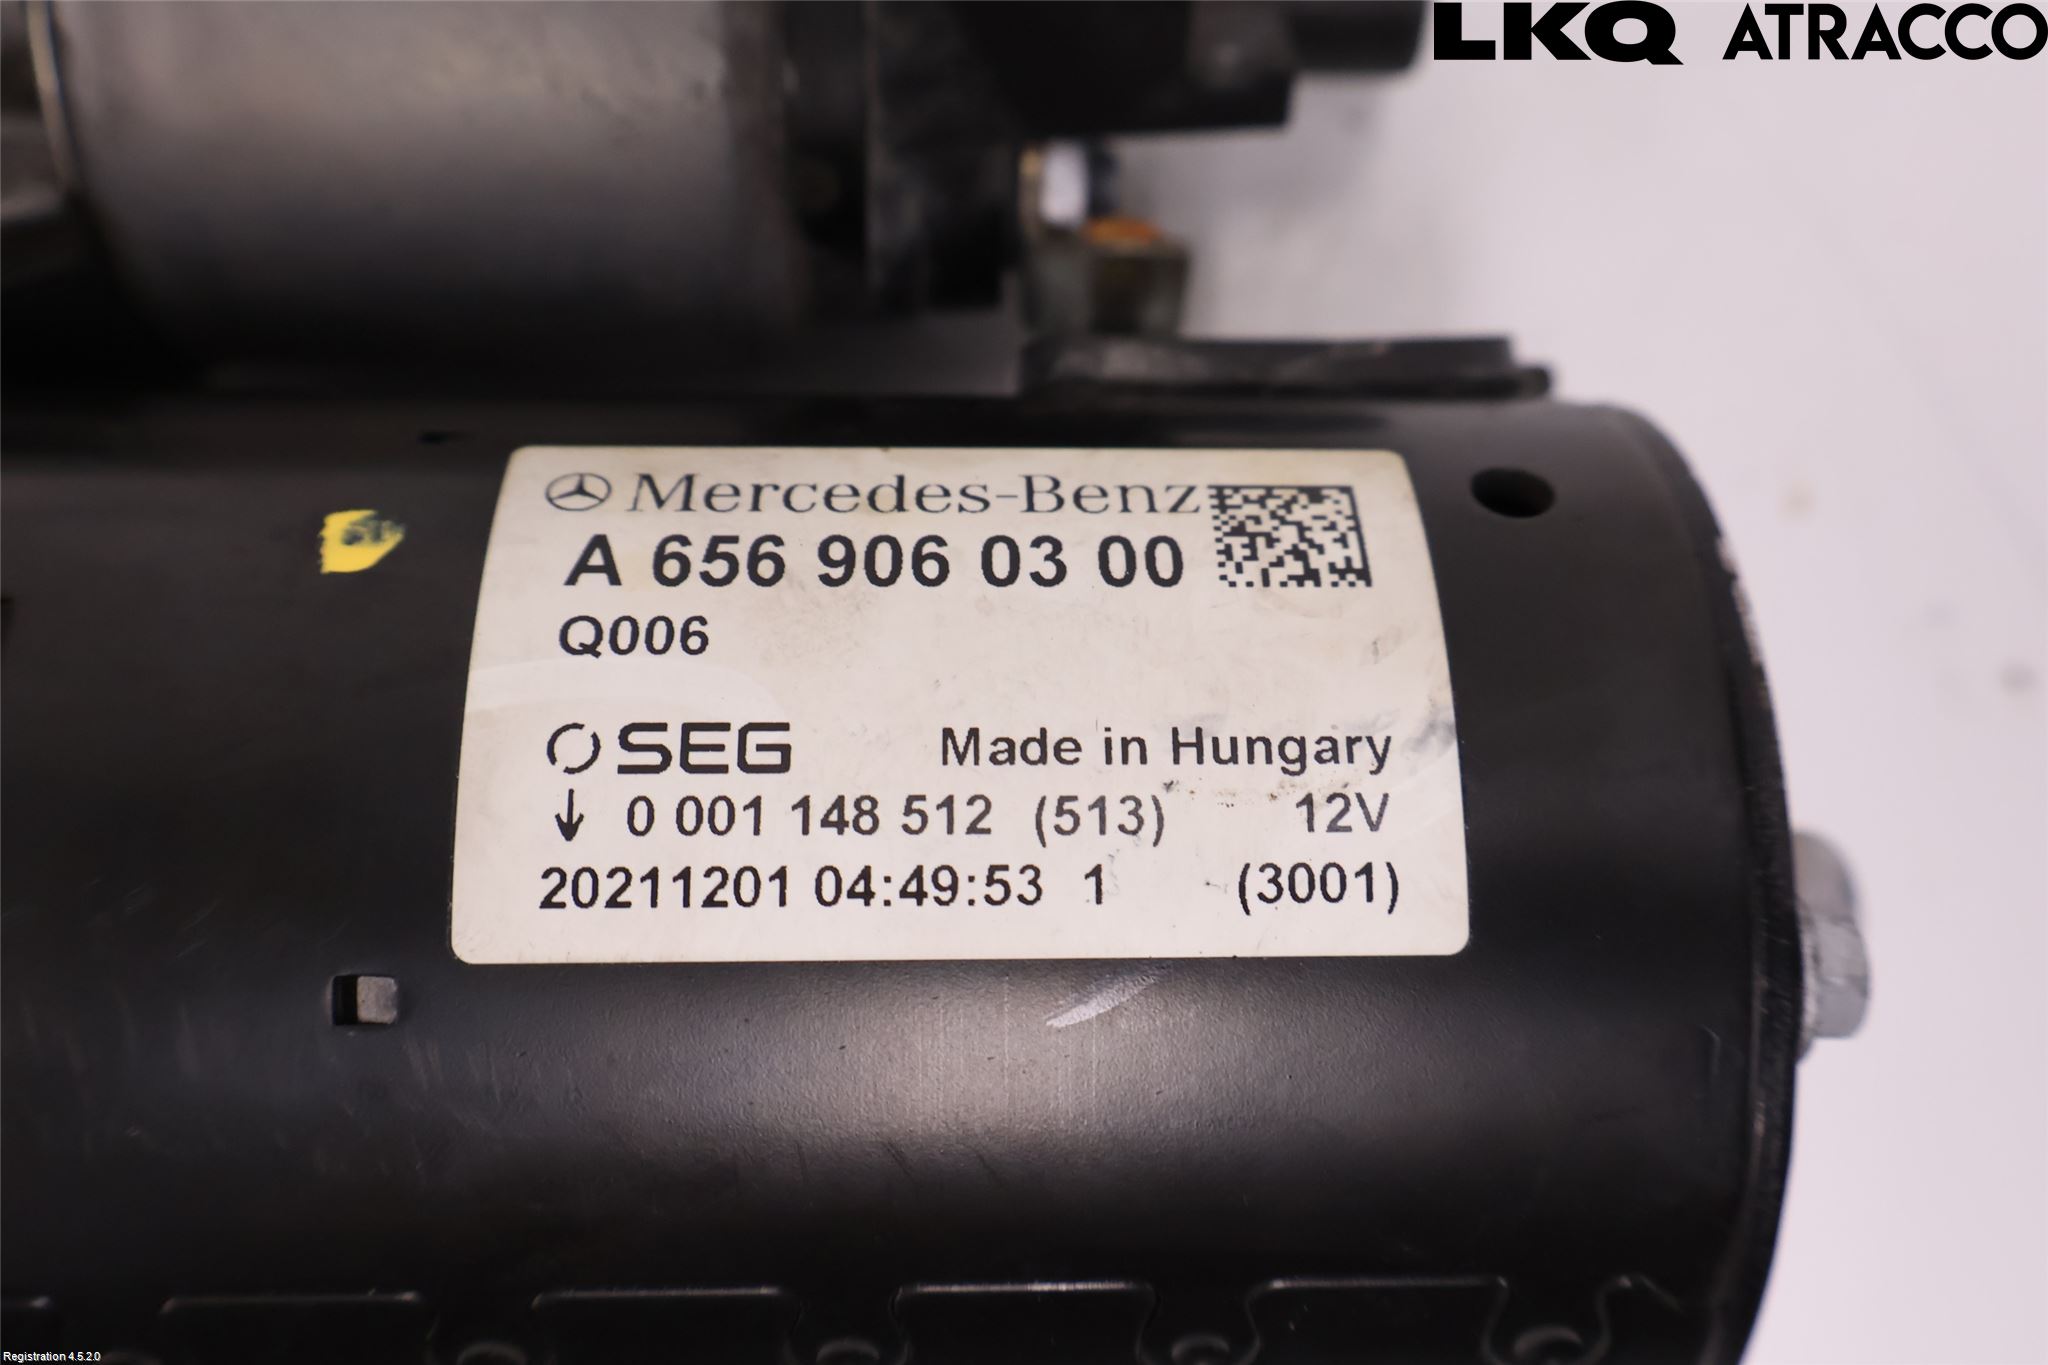 LKQ ATRACCO
Mercedes-Benz
A 656 906 03 00
Q006
SEG Made in Hungary
↓ 0 001 148 512 (513) 12V
20211201 04:49:53 1 (3001)
Registration 4.5.2.0